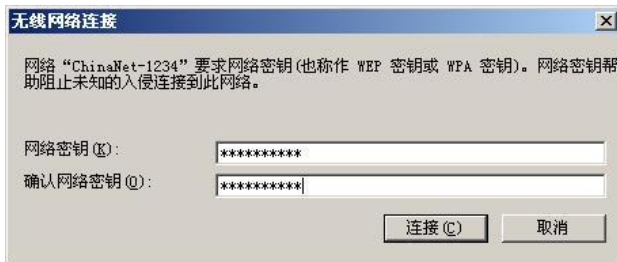 无线网络连接
网络“ChinaNet-1234”要求网络密钥(也称作 WEP 密钥或 WPA 密钥)。网络密钥帮
助阻止未知的入侵连接到此网络。
网络密钥(K):
**********
确认网络密钥(O):
**********
连接(C)
取消